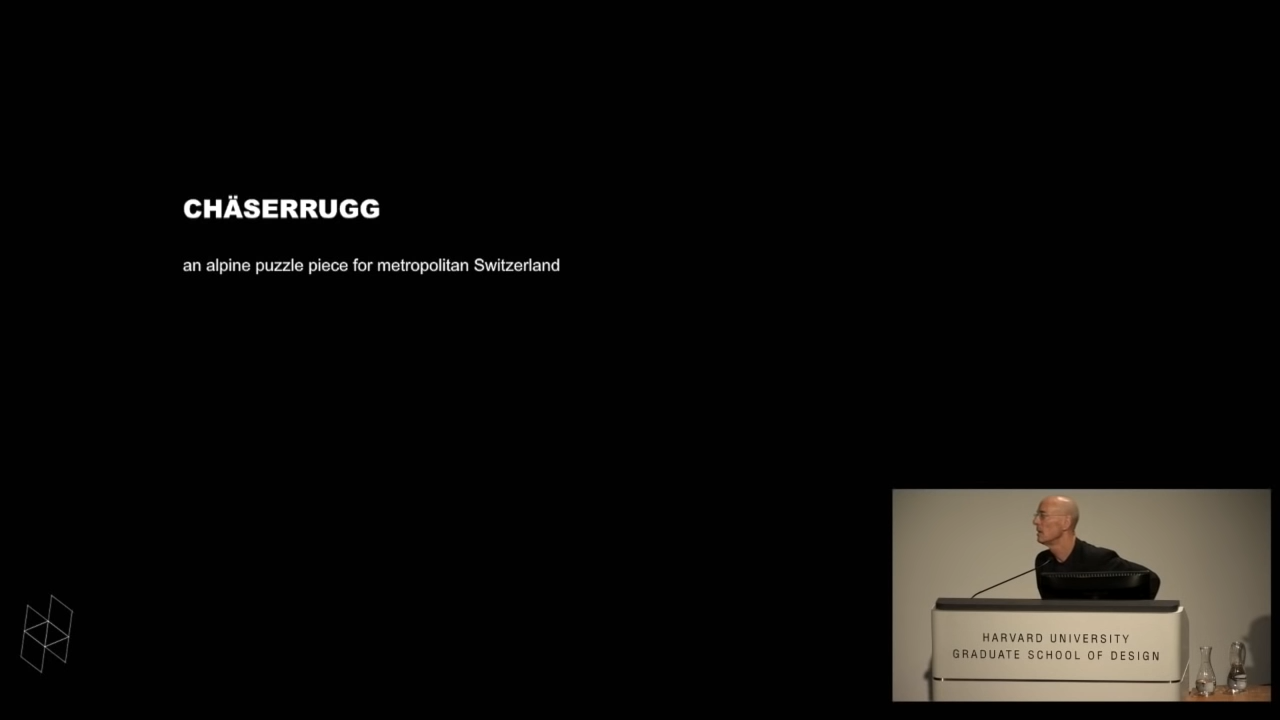 CHÄSERRUGG
an alpine puzzle piece for metropolitan Switzerland
HARVARD UNIVERSITY
GRADUATE SCHOOL OF DESIGN